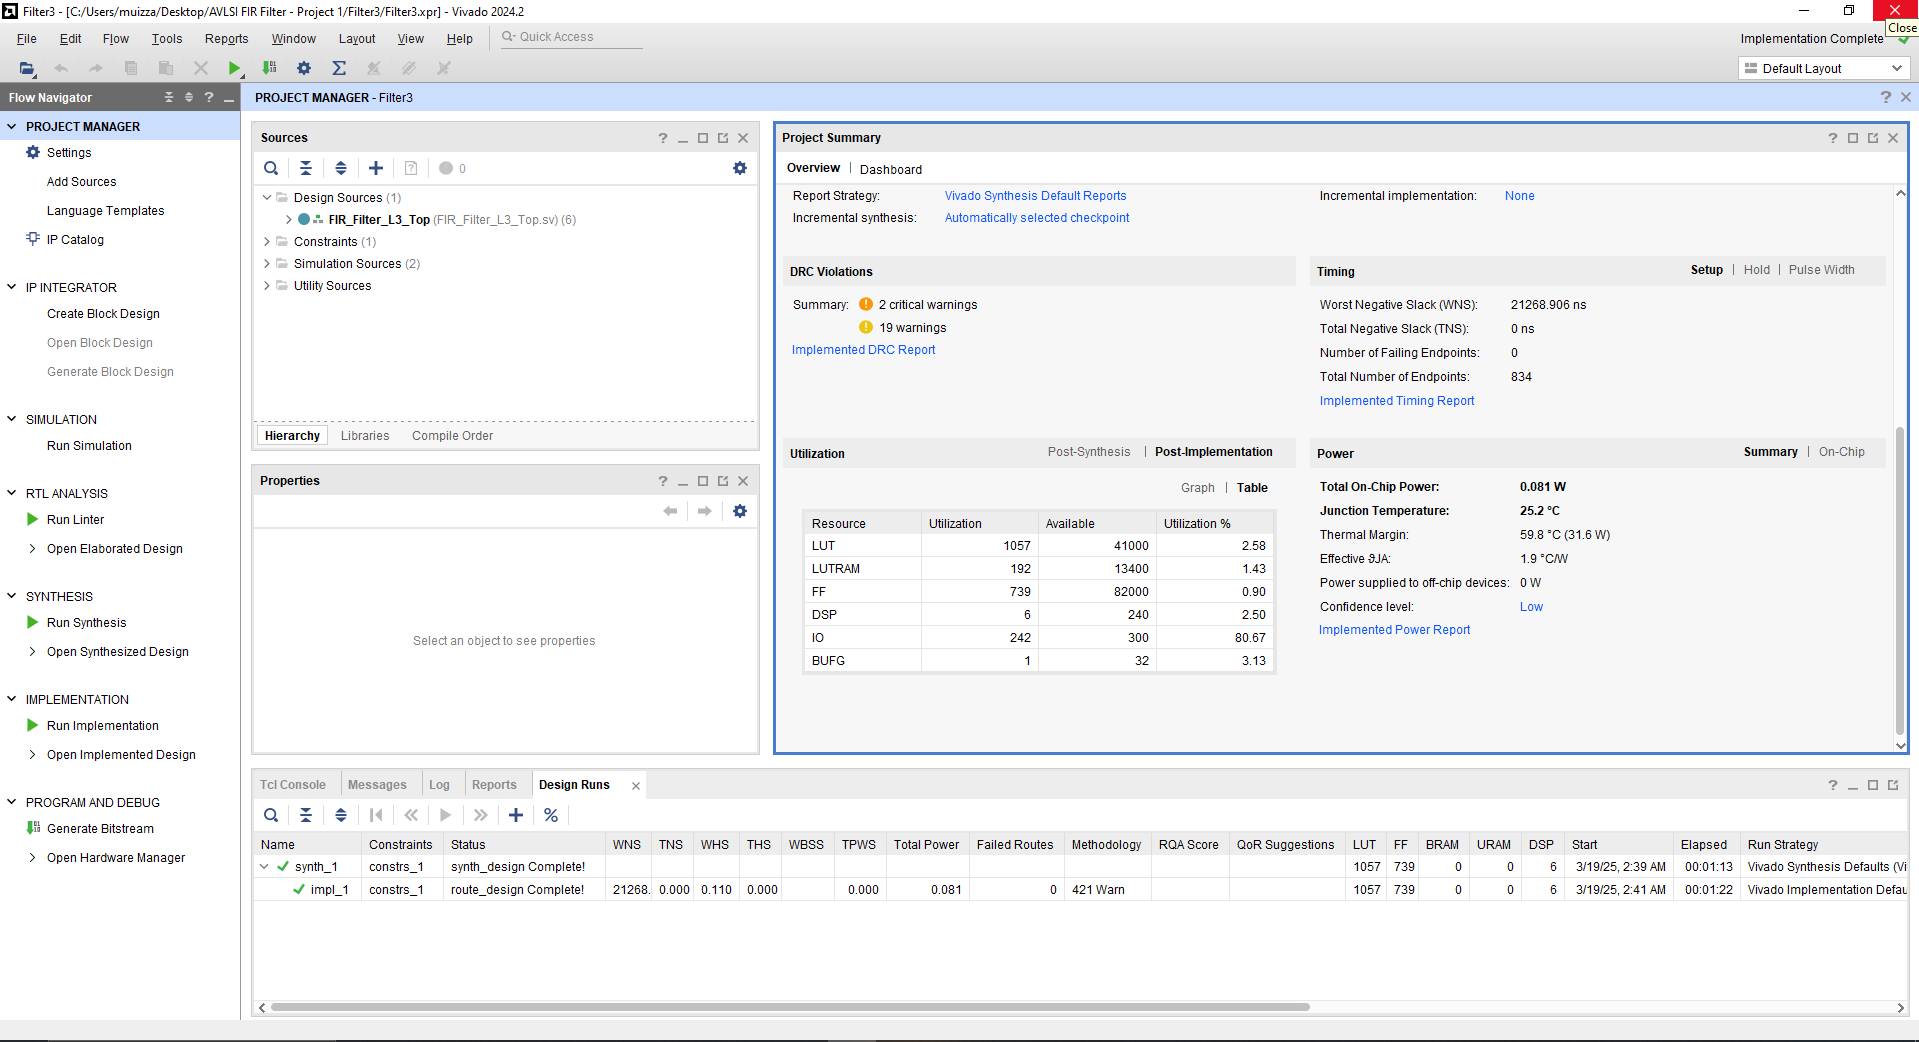 Filter3 - [C:/Users/muizza/Desktop/AVLSI FIR Filter - Project 1/Filter3/Filter3.xpr] - Vivado 2024.2
Close
File Edit Flow Tools Reports Window Layout View Help Quick Access
Implementation Complete
Default Layout
Flow Navigator
PROJECT MANAGER
Settings
Add Sources
Language Templates
IP Catalog
IP INTEGRATOR
Create Block Design
Open Block Design
Generate Block Design
SIMULATION
Run Simulation
RTL ANALYSIS
Run Linter
Open Elaborated Design
SYNTHESIS
Run Synthesis
Open Synthesized Design
IMPLEMENTATION
Run Implementation
Open Implemented Design
PROGRAM AND DEBUG
Generate Bitstream
Open Hardware Manager
PROJECT MANAGER - Filter3
Sources
0
Design Sources (1)
FIR_Filter_L3_Top (FIR_Filter_L3_Top.sv) (6)
Constraints (1)
Simulation Sources (2)
Utility Sources
Hierarchy Libraries Compile Order
Properties
Select an object to see properties
Project Summary
Overview | Dashboard
Report Strategy: Vivado Synthesis Default Reports
Incremental synthesis: Automatically selected checkpoint
Incremental implementation: None
DRC Violations
Summary: 2 critical warnings
19 warnings
Implemented DRC Report
Timing Setup | Hold | Pulse Width
Worst Negative Slack (WNS): 21268.906 ns
Total Negative Slack (TNS): 0 ns
Number of Failing Endpoints: 0
Total Number of Endpoints: 834
Implemented Timing Report
Utilization Post-Synthesis | Post-Implementation
Graph | Table
Resource Utilization Available Utilization %
LUT 1057 41000 2.58
LUTRAM 192 13400 1.43
FF 739 82000 0.90
DSP 6 240 2.50
IO 242 300 80.67
BUFG 1 32 3.13
Power Summary | On-Chip
Total On-Chip Power: 0.081 W
Junction Temperature: 25.2 °C
Thermal Margin: 59.8 °C (31.6 W)
Effective ϑJA: 1.9 °C/W
Power supplied to off-chip devices: 0 W
Confidence level: Low
Implemented Power Report
Tcl Console Messages Log Reports Design Runs
Name Constraints Status WNS TNS WHS THS WBSS TPWS Total Power Failed Routes Methodology RQA Score QoR Suggestions LUT FF BRAM URAM DSP Start Elapsed Run Strategy
synth_1 constrs_1 synth_design Complete! 1057 739 0 0 6 3/19/25, 2:39 AM 00:01:13 Vivado Synthesis Defaults (Vi
impl_1 constrs_1 route_design Complete! 21268. 0.000 0.110 0.000 0.000 0.081 0 421 Warn 1057 739 0 0 6 3/19/25, 2:41 AM 00:01:22 Vivado Implementation Defau